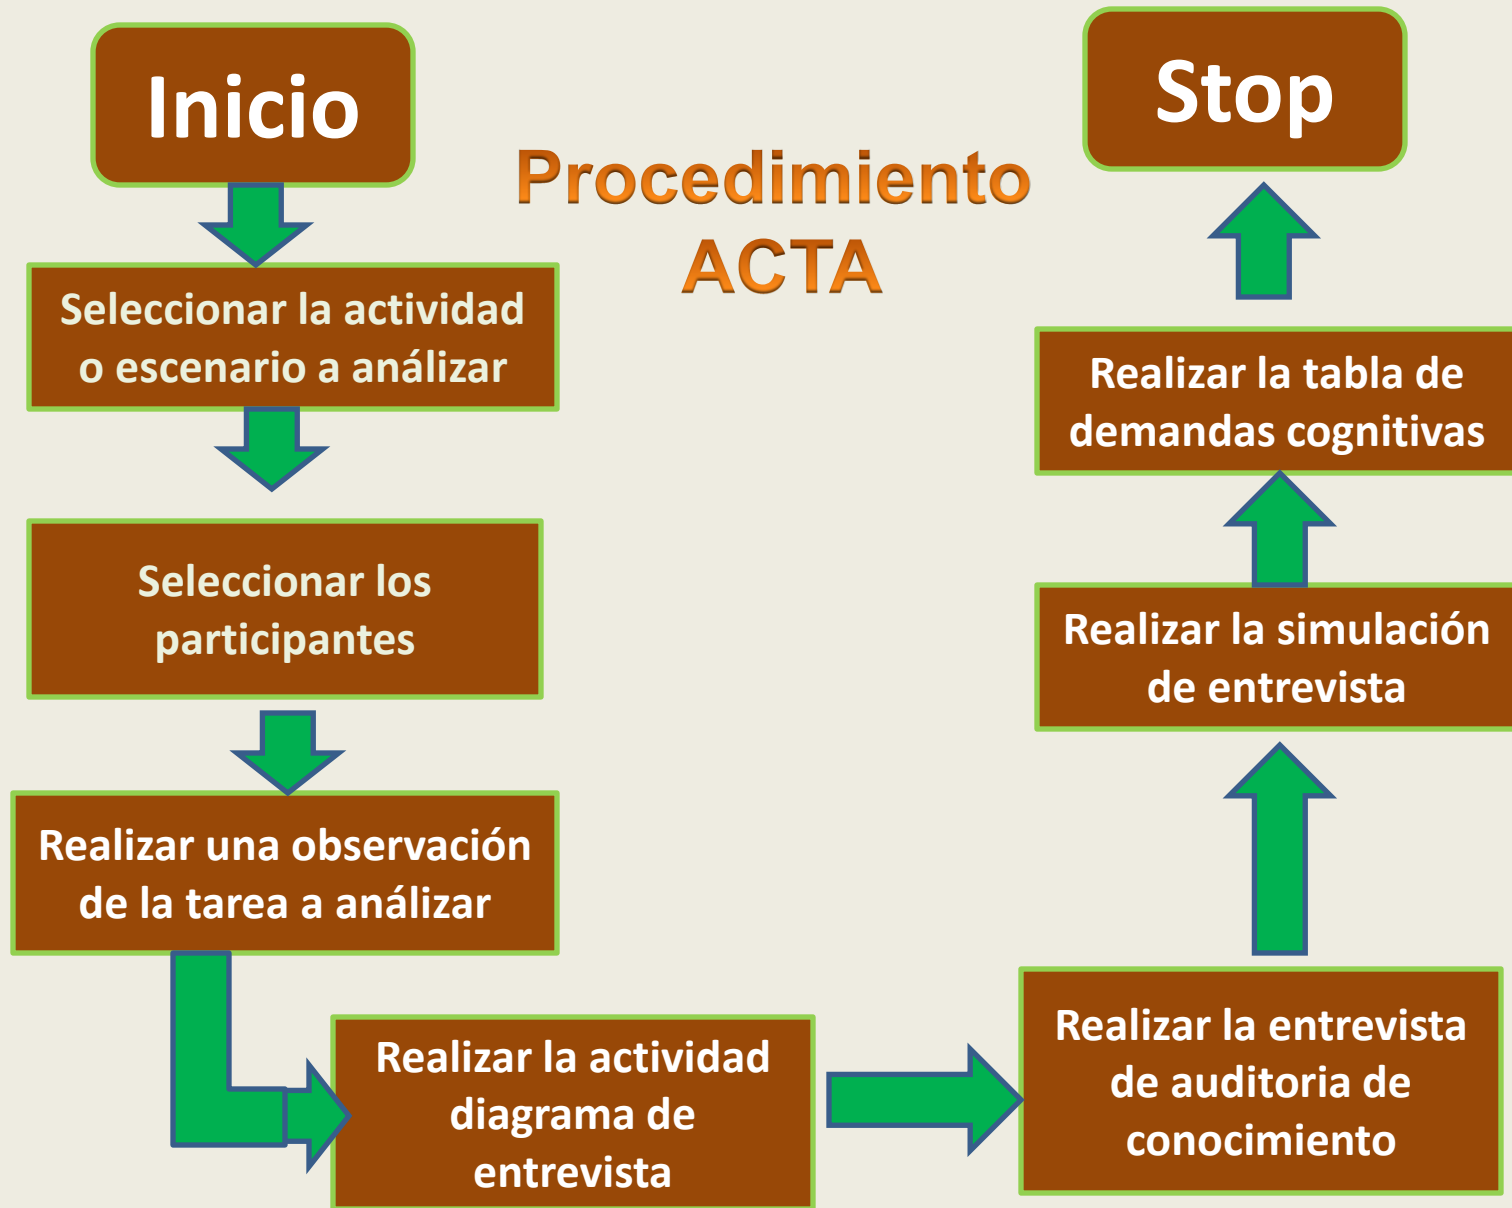 Inicio
Procedimiento
ACTA
Seleccionar la actividad
o escenario a análizar
Seleccionar los
participantes
Realizar una observación
de la tarea a análizar
Realizar la actividad
diagrama de
entrevista
Realizar la entrevista
de auditoria de
conocimiento
Realizar la simulación
de entrevista
Realizar la tabla de
demandas cognitivas
Stop